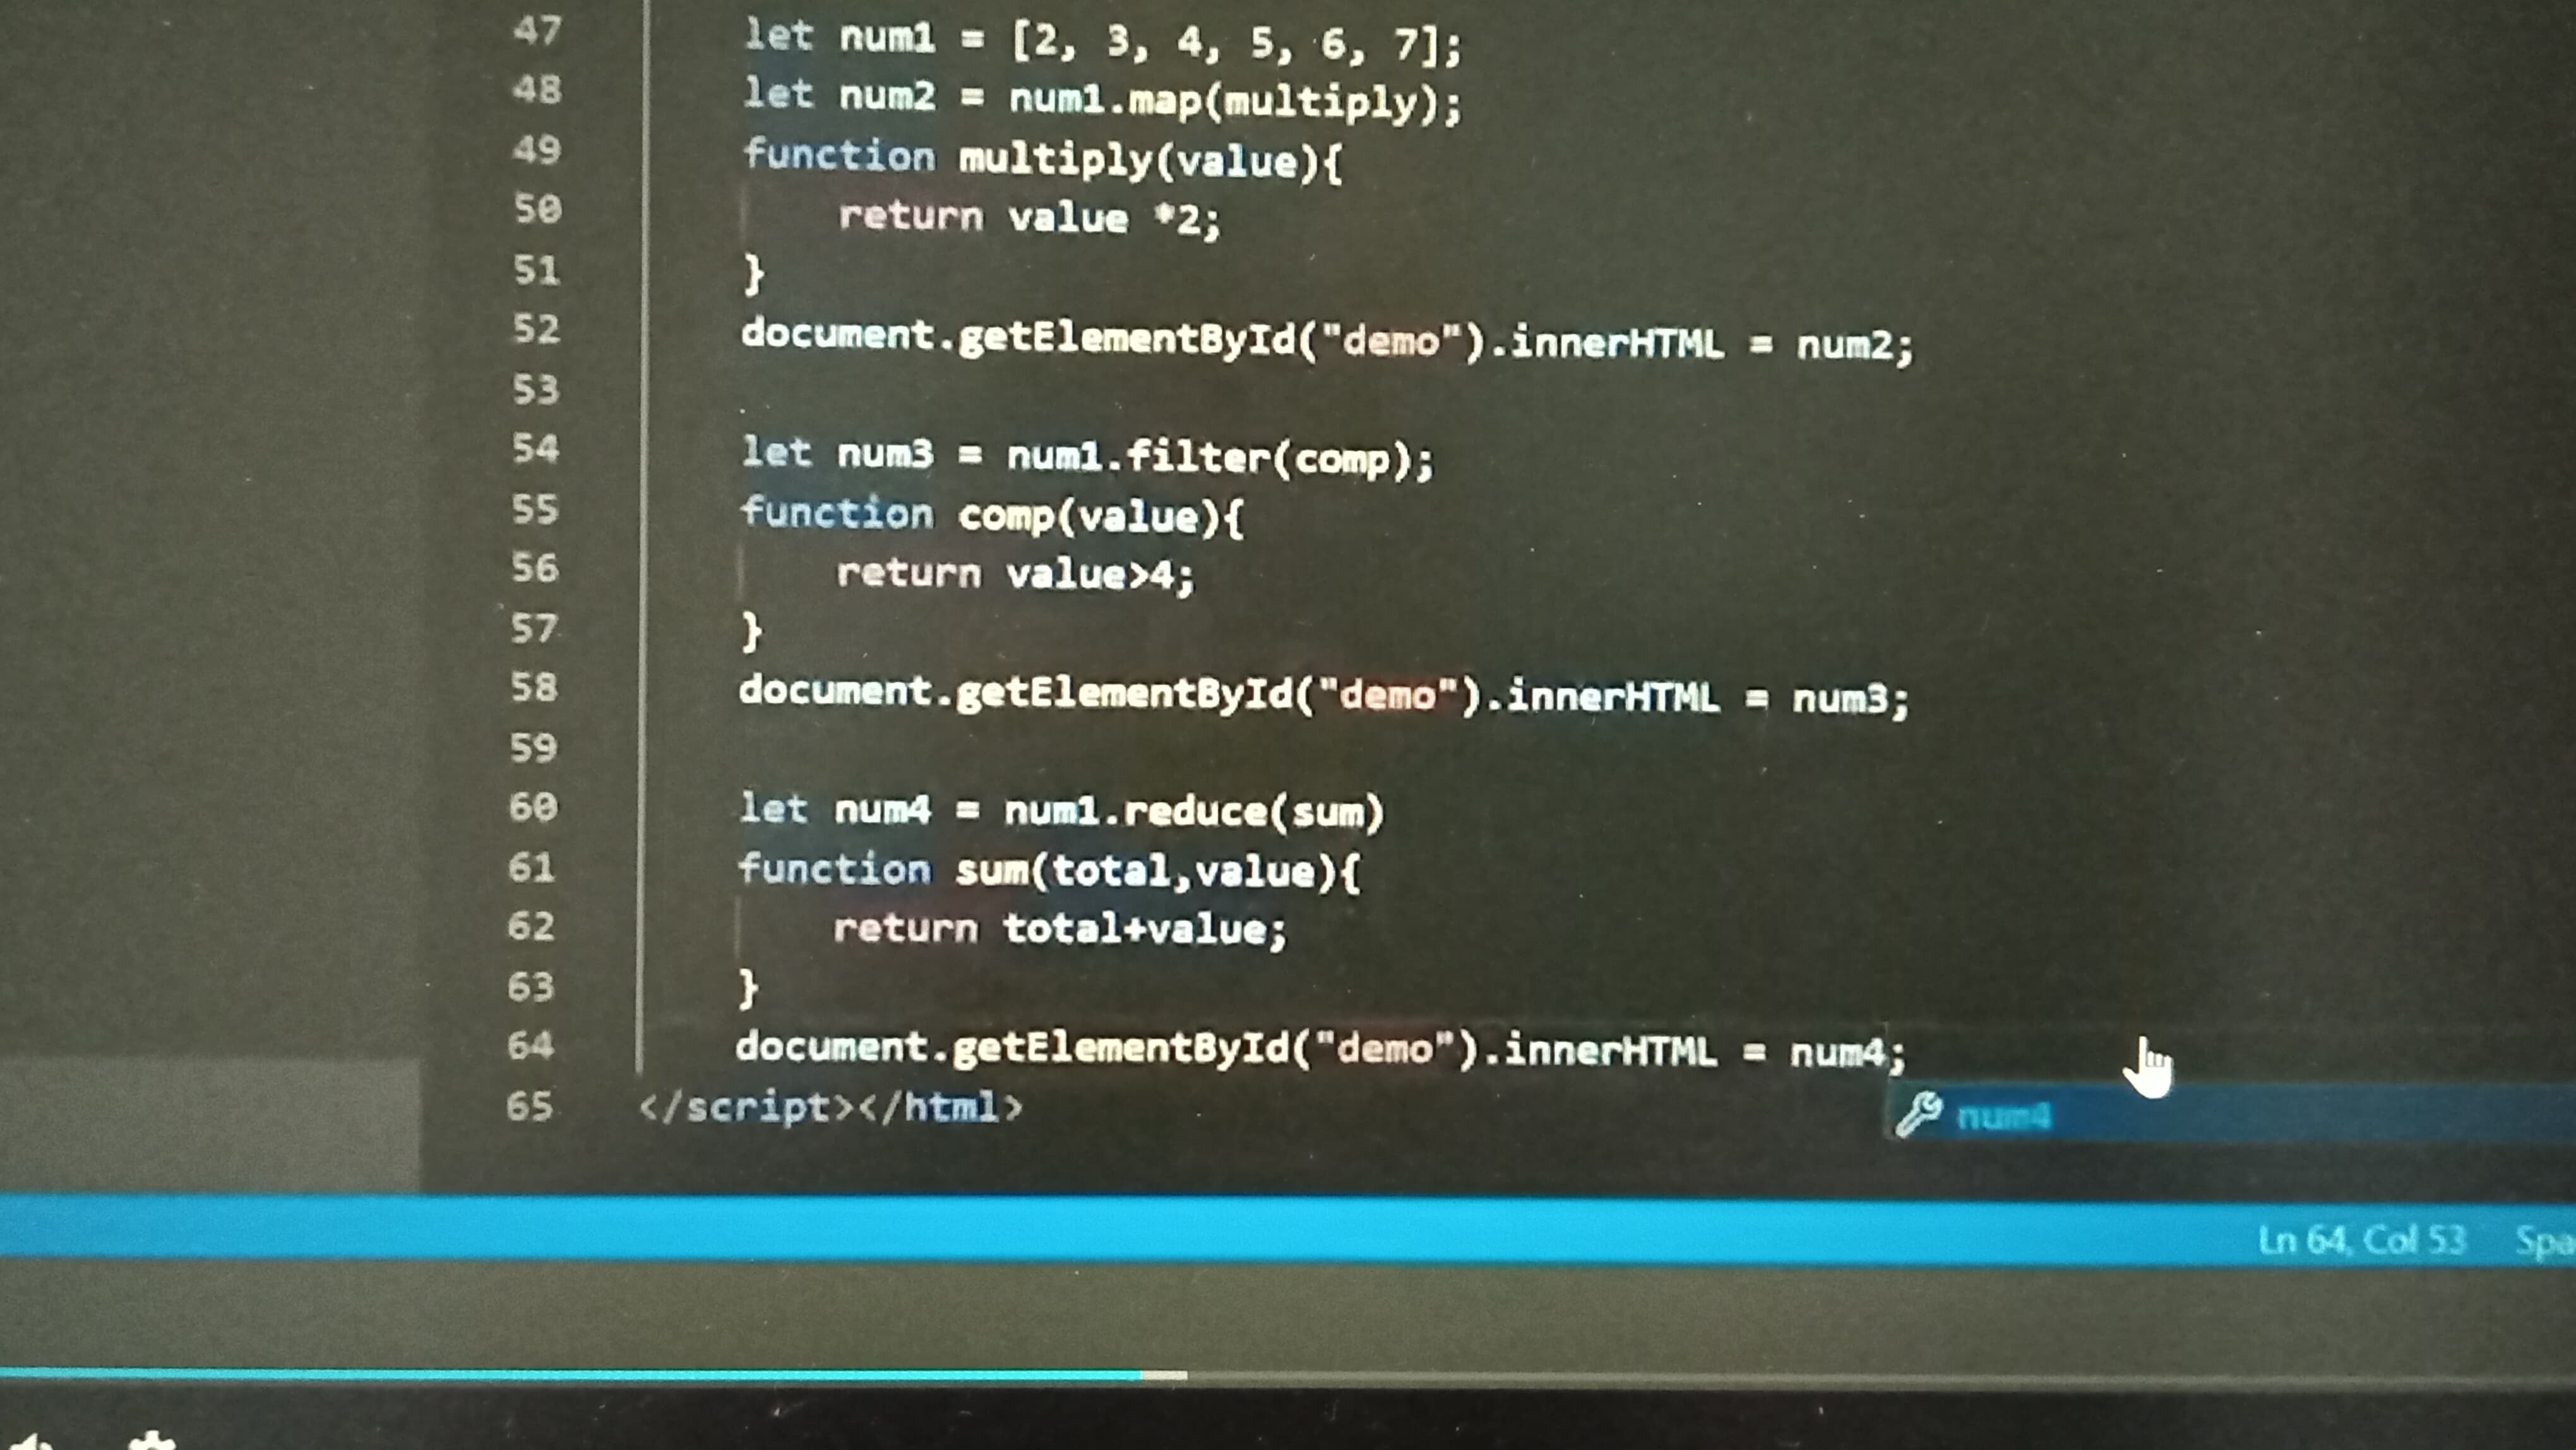 47 let num1 = [2, 3, 4, 5, 6, 7];
48 let num2 = num1.map(multiply);
49 function multiply(value){
50 return value *2;
51 }
52 document.getElementById("demo").innerHTML = num2;
53
54 let num3 = num1.filter(comp);
55 function comp(value){
56 return value>4;
57 }
58 document.getElementById("demo").innerHTML = num3;
59
60 let num4 = num1.reduce(sum)
61 function sum(total,value){
62 return total+value;
63 }
64 document.getElementById("demo").innerHTML = num4;
65 </script></html>
num4
Ln 64, Col 53 Spa